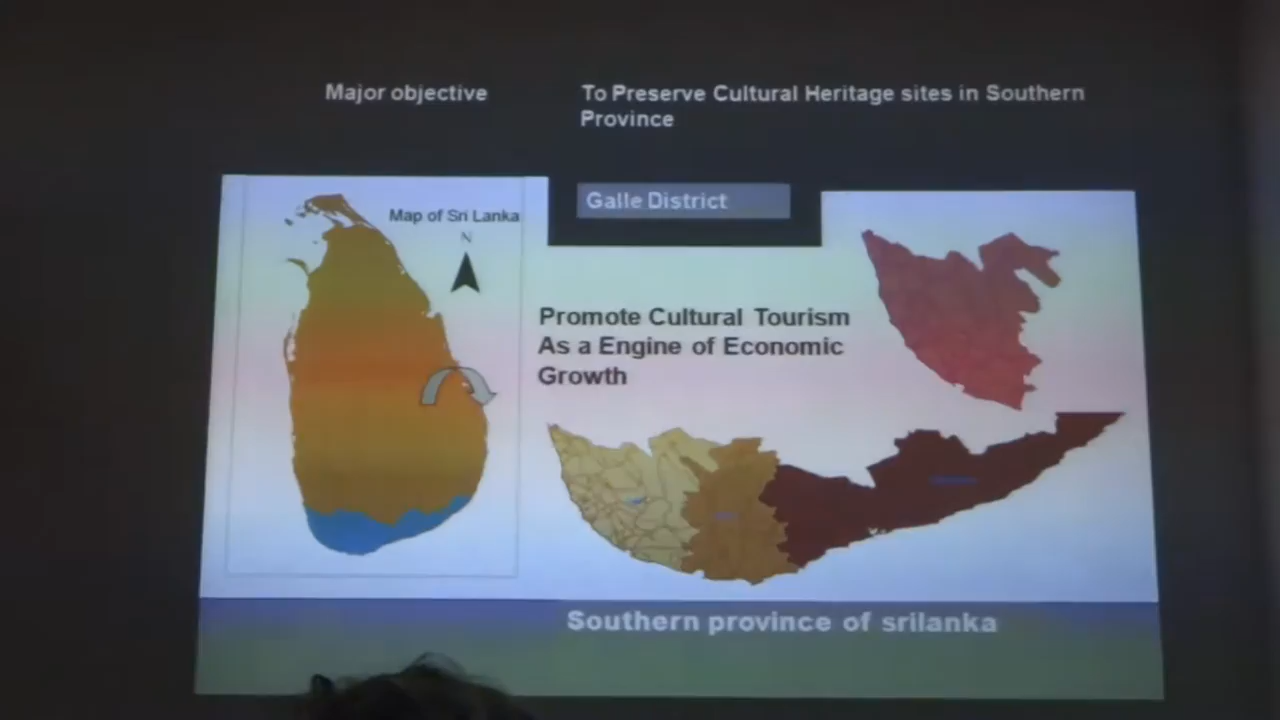 Major objective
To Preserve Cultural Heritage sites in Southern
Province
Galle District
Map of Sri Lanka
N
Promote Cultural Tourism
As a Engine of Economic
Growth
Southern province of srilanka